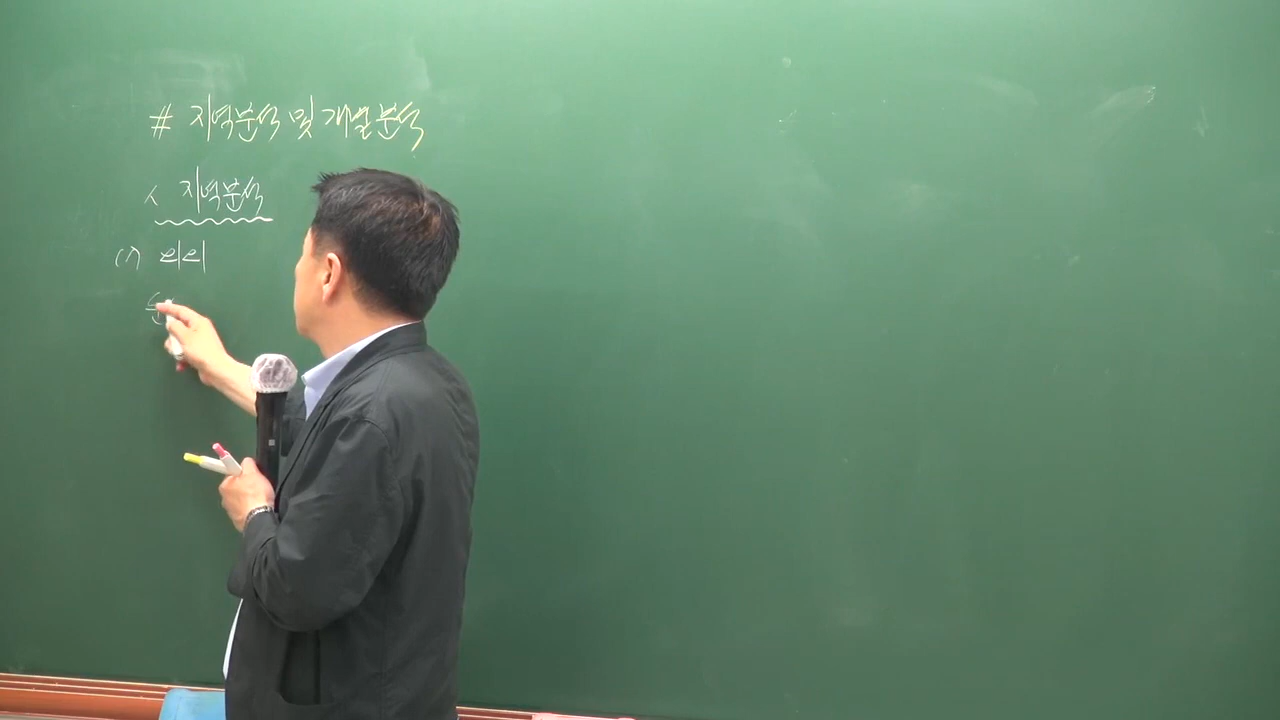 # 지역분석 및 개별분석
1. 지역분석
(1) 의의